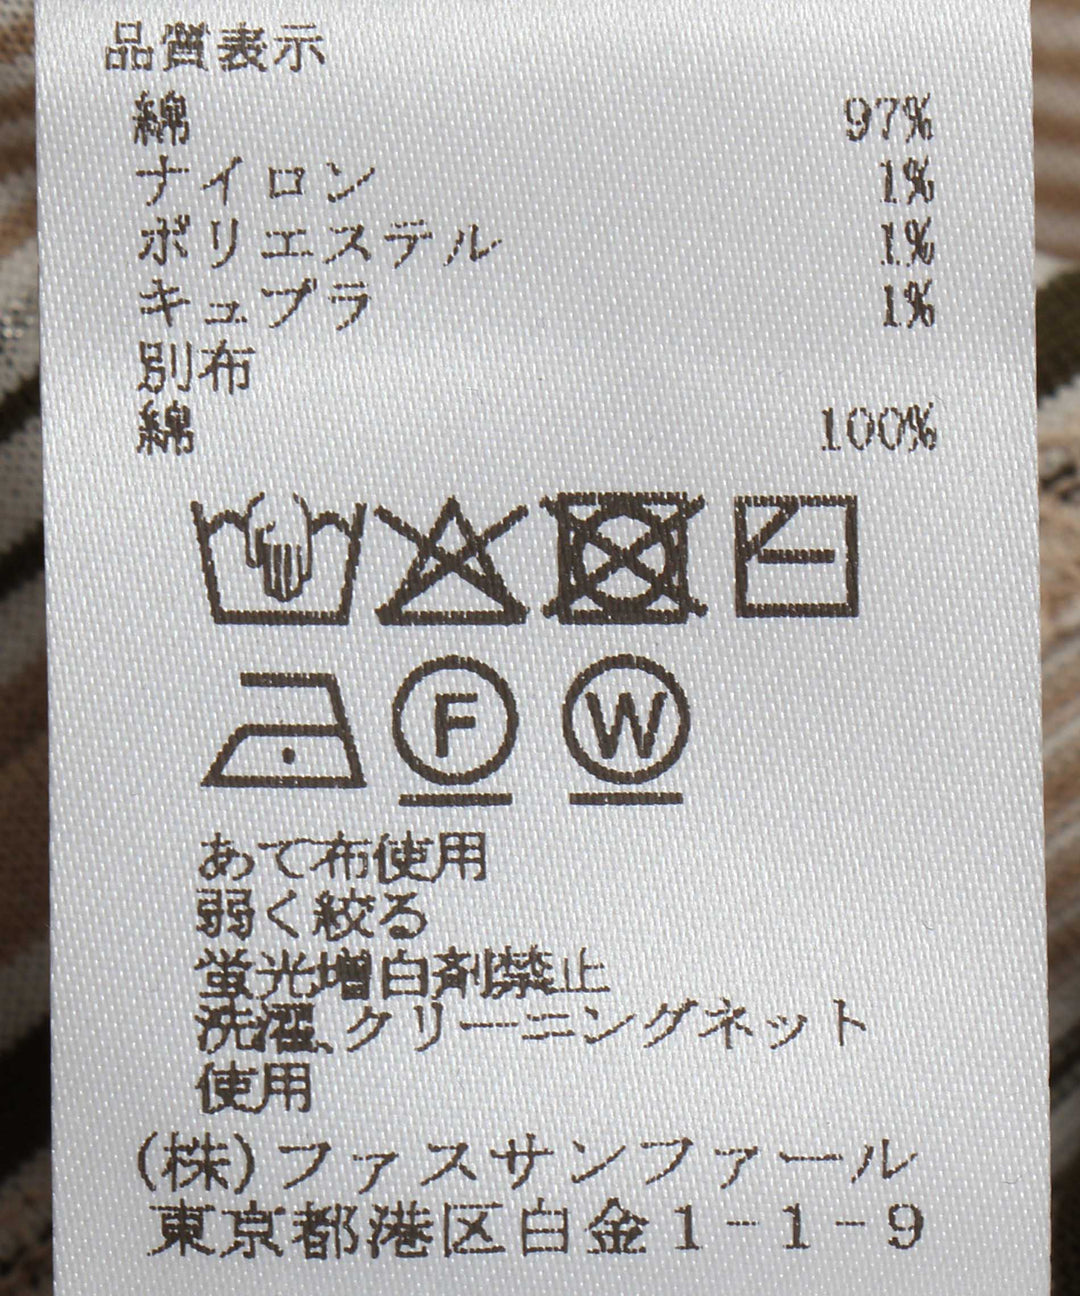 品質表示
綿 97%
ナイロン 1%
ポリエステル 1%
キュプラ 1%
別布
綿 100%
F W
あて布使用
弱く絞る
蛍光増白剤禁止
洗濯、クリーニングネット
使用
(株)ファスサンファール
東京都港区白金1-1-9